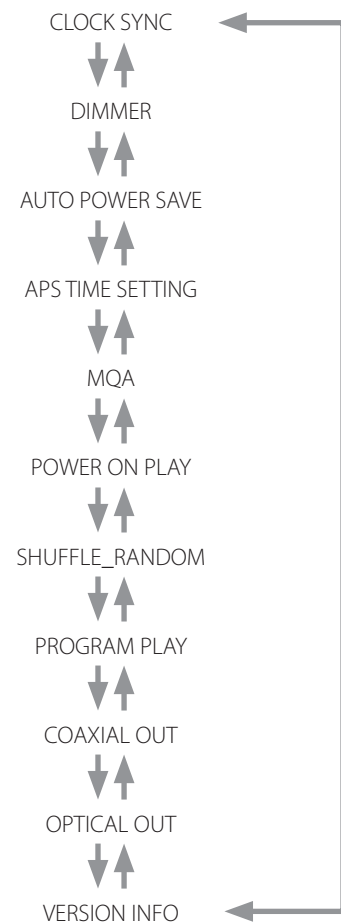 CLOCK SYNC
DIMMER
AUTO POWER SAVE
APS TIME SETTING
MQA
POWER ON PLAY
SHUFFLE_RANDOM
PROGRAM PLAY
COAXIAL OUT
OPTICAL OUT
VERSION INFO